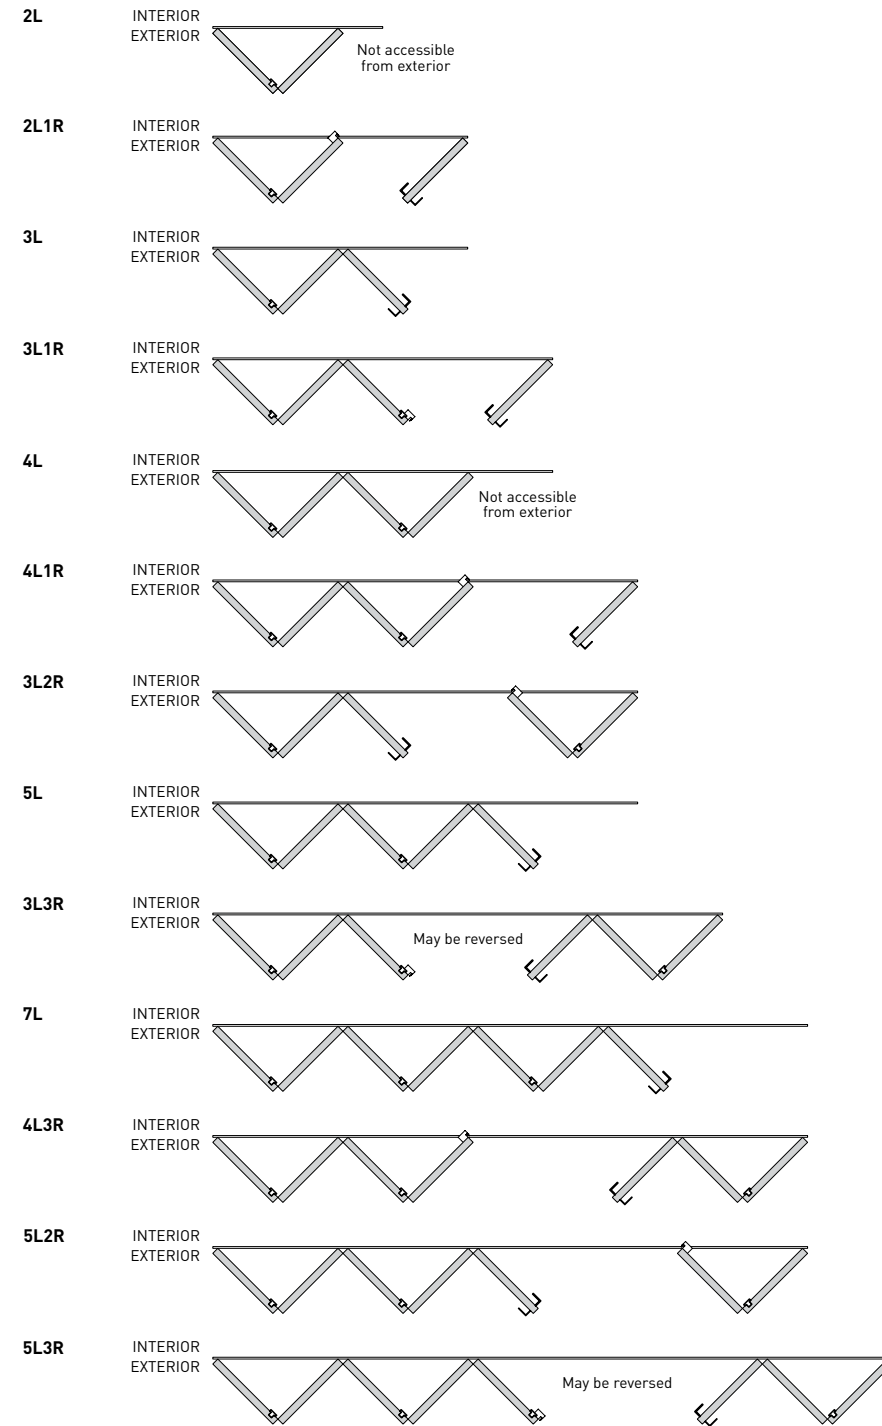 2L
INTERIOR
EXTERIOR
Not accessible
from exterior
2L1R
INTERIOR
EXTERIOR
3L
INTERIOR
EXTERIOR
3L1R
INTERIOR
EXTERIOR
4L
INTERIOR
EXTERIOR
Not accessible
from exterior
4L1R
INTERIOR
EXTERIOR
3L2R
INTERIOR
EXTERIOR
5L
INTERIOR
EXTERIOR
3L3R
INTERIOR
EXTERIOR
May be reversed
7L
INTERIOR
EXTERIOR
4L3R
INTERIOR
EXTERIOR
5L2R
INTERIOR
EXTERIOR
5L3R
INTERIOR
EXTERIOR
May be reversed